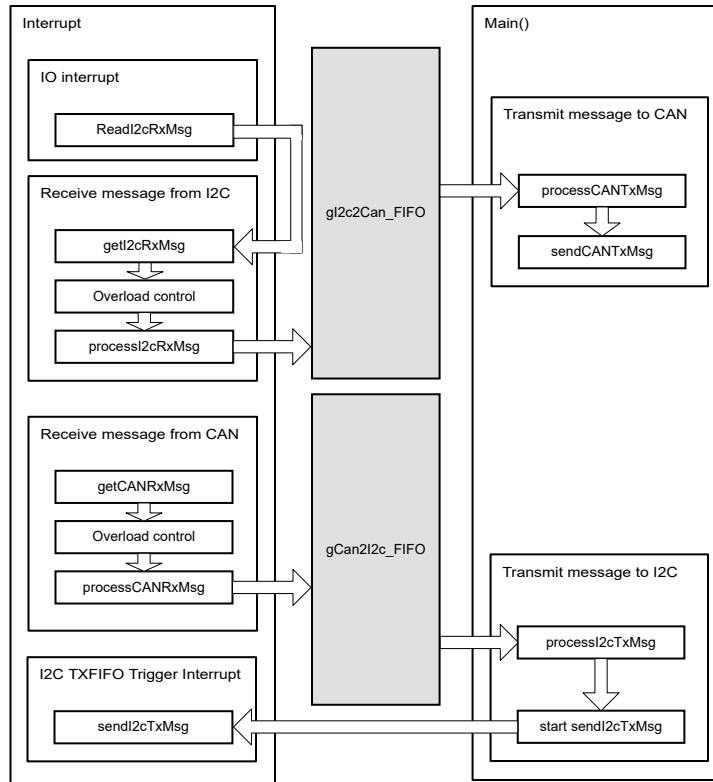 Interrupt
IO interrupt
ReadI2cRxMsg
Receive message from I2C
getI2cRxMsg
Overload control
processI2cRxMsg
Receive message from CAN
getCANRxMsg
Overload control
processCANRxMsg
I2C TXFIFO Trigger Interrupt
sendI2cTxMsg
gI2c2Can_FIFO
gCan2I2c_FIFO
Main()
Transmit message to CAN
processCANTxMsg
sendCANTxMsg
Transmit message to I2C
processI2cTxMsg
start sendI2cTxMsg